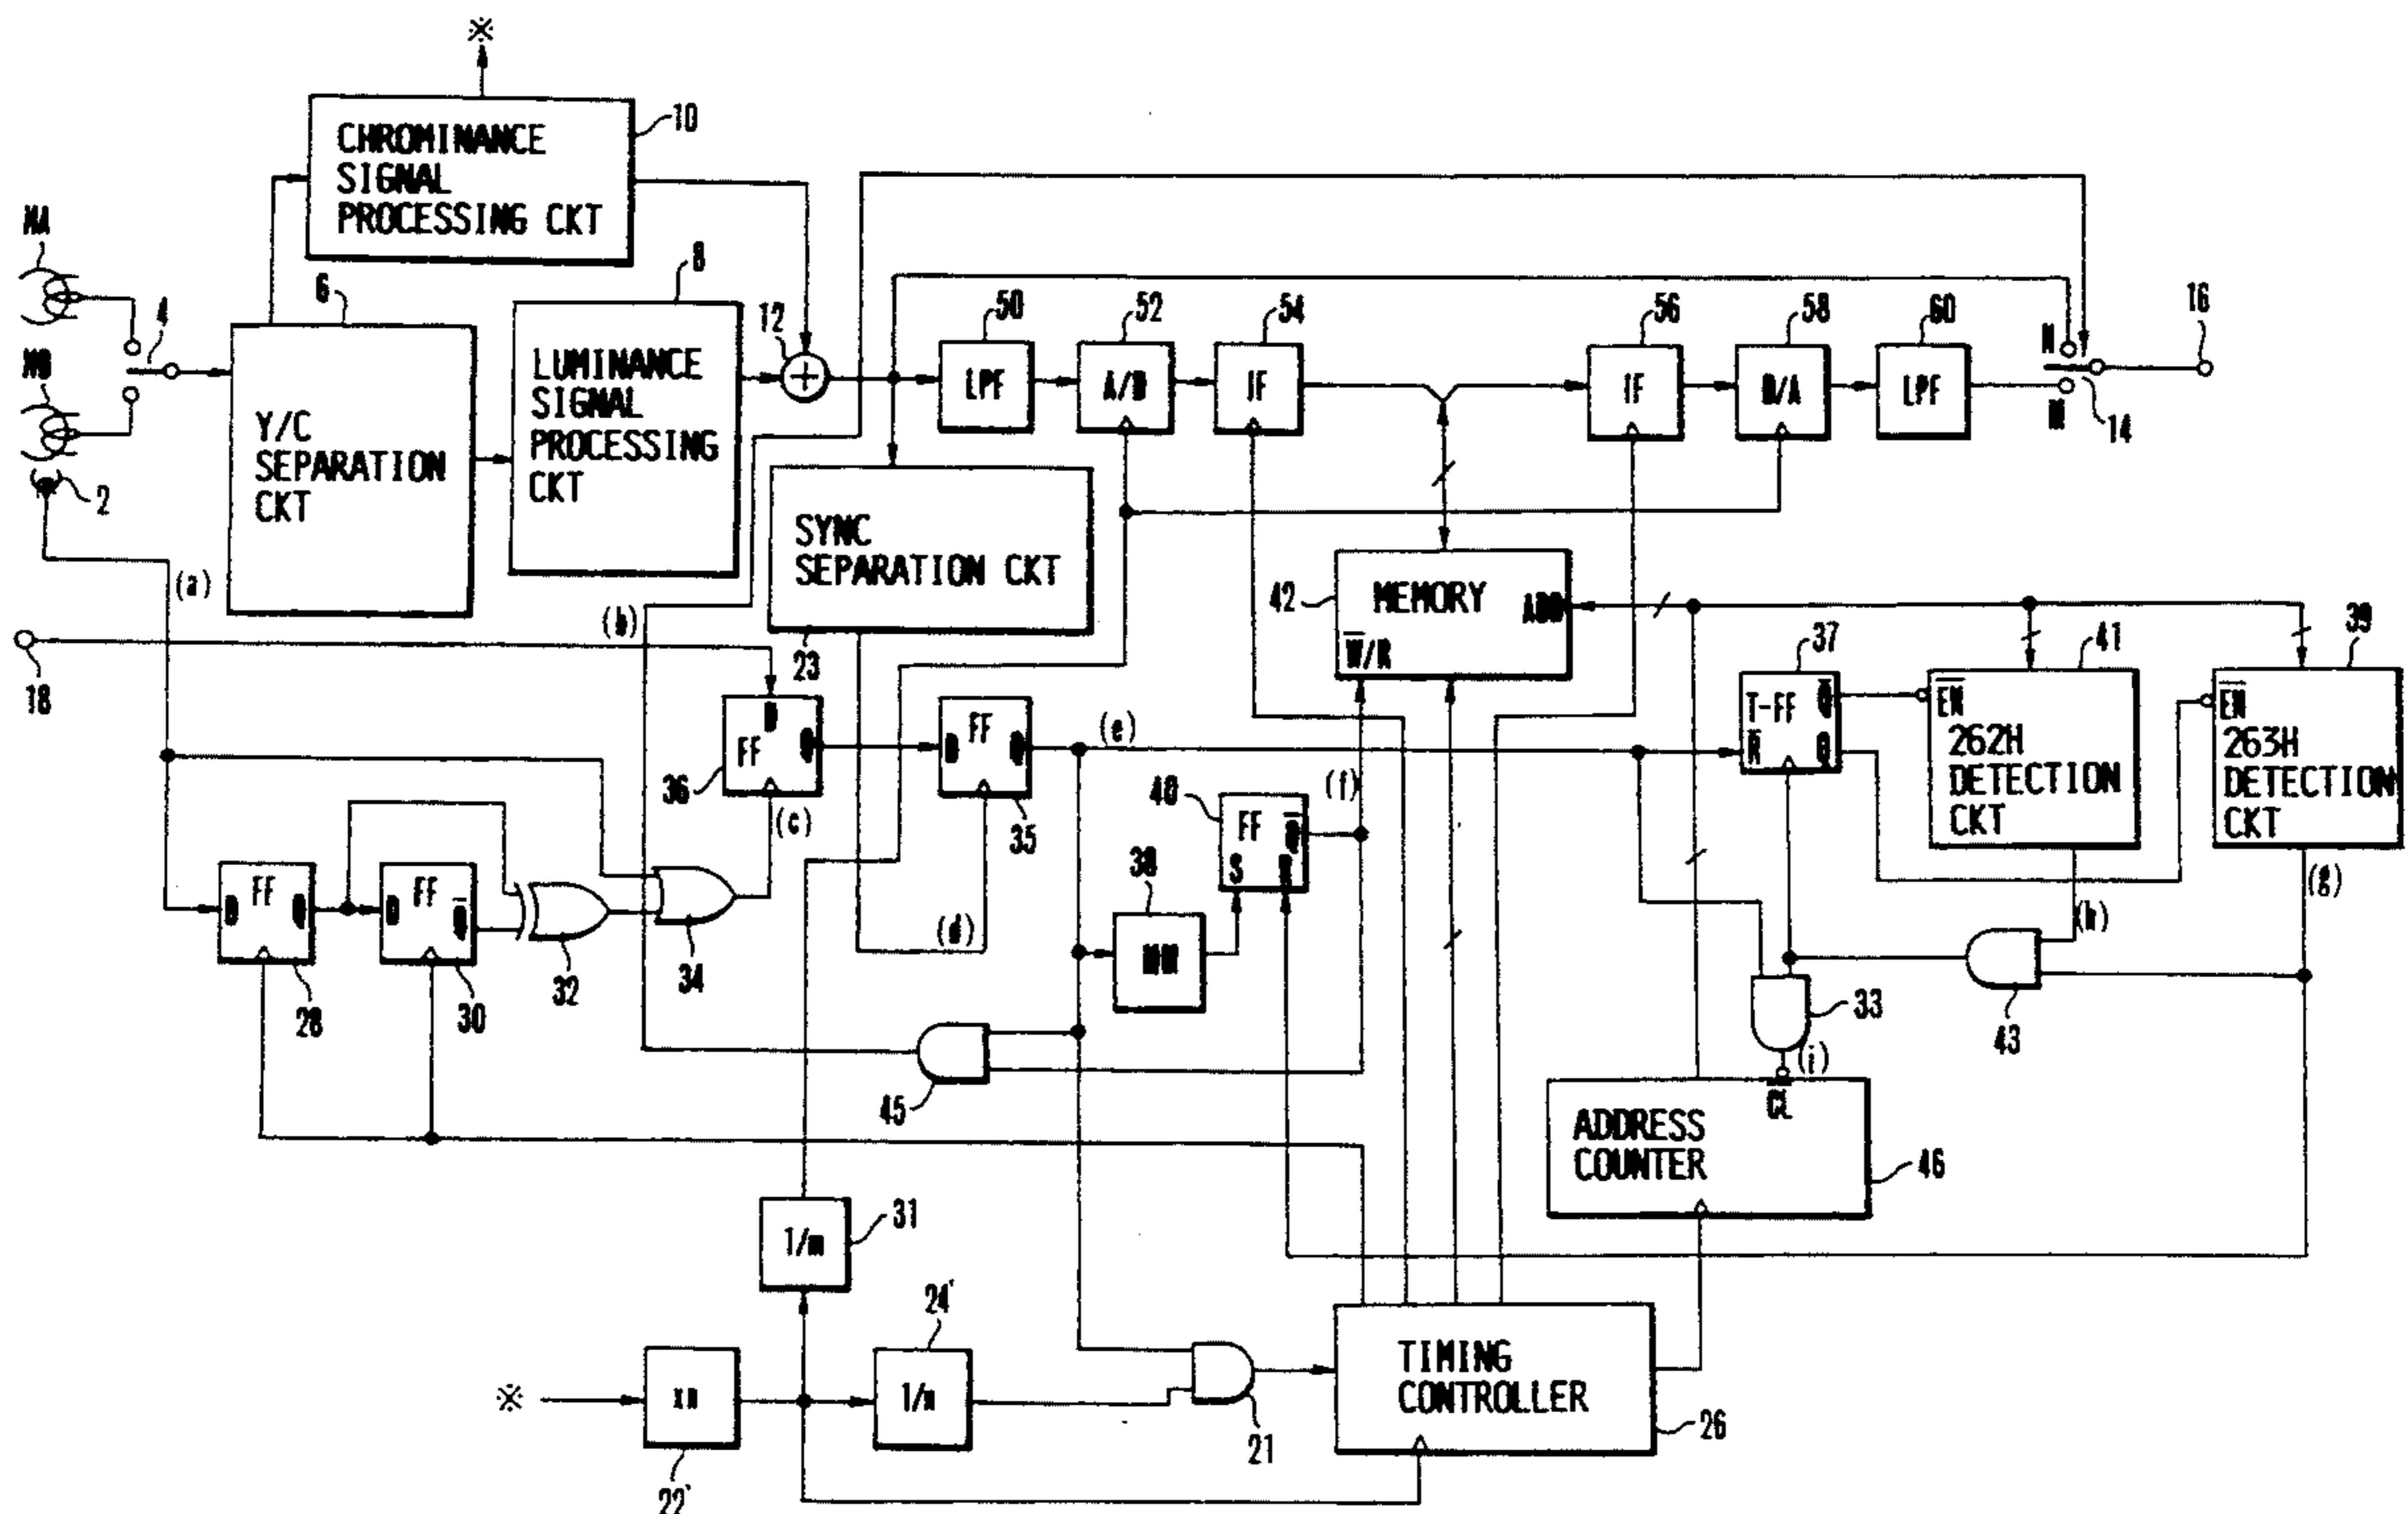 ※
CHROMINANCE
SIGNAL
PROCESSING CKT
10
HA
HB
2
4
6
Y/C
SEPARATION
CKT
8
LUMINANCE
SIGNAL
PROCESSING
CKT
12
50
LPF
52
A/D
54
IF
56
IF
58
D/A
60
LPF
N
M
14
16
(a)
(b)
18
SYNC
SEPARATION CKT
23
42
MEMORY
ADD
W̅/R
37
T-FF
Q̅
R̅
Q
41
E̅N̅
262H
DETECTION
CKT
39
E̅N̅
263H
DETECTION
CKT
D
FF
Q
36
(c)
FF
D
Q
35
(e)
(d)
(f)
40
FF
Q̅
S
R
38
MM
(g)
(h)
43
33
(i)
D
FF
Q
28
D
FF
Q̅
30
32
34
45
C̅L̅
ADDRESS
COUNTER
46
1/m
31
※
xn
22'
24'
1/n
21
TIMING
CONTROLLER
26